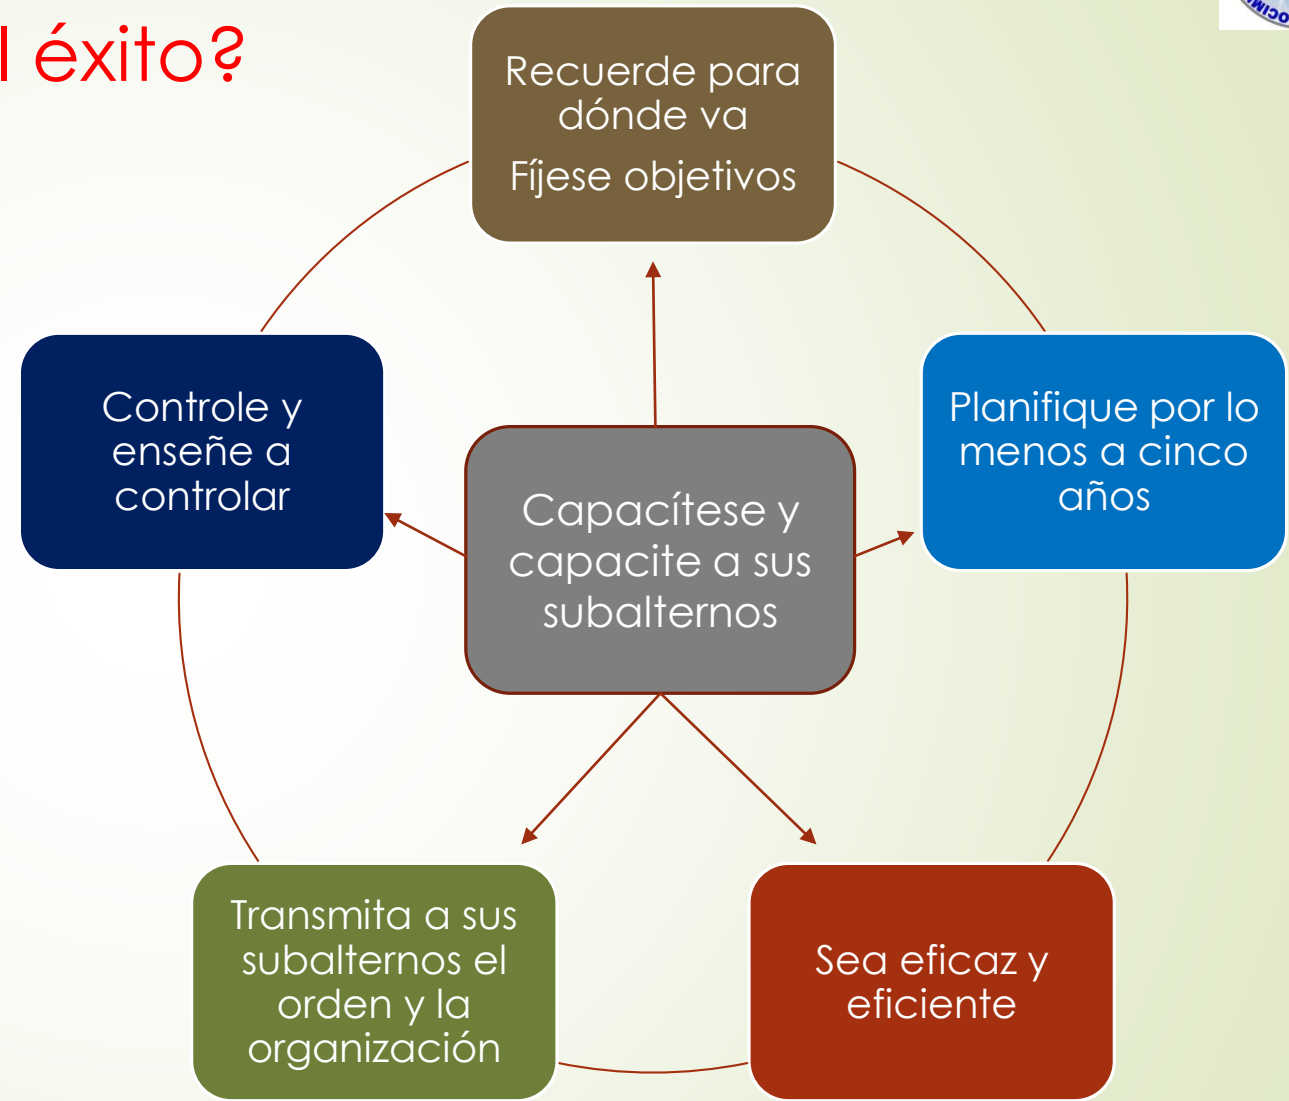 l éxito?
Recuerde para
dónde va
Fíjese objetivos
Controle y
enseñe a
controlar
Planifique por lo
menos a cinco
años
Capacítese y
capacite a sus
subalternos
Transmita a sus
subalternos el
orden y la
organización
Sea eficaz y
eficiente